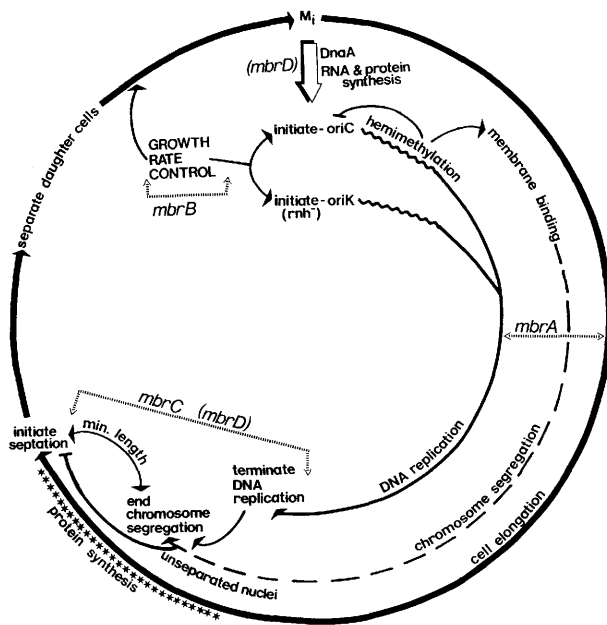 Mi
(mbrD)
DnaA
RNA & protein
synthesis
initiate-oriC
hemimethylation
membrane binding
GROWTH
RATE
CONTROL
mbrB
initiate-oriK
(rnh⁻)
separate daughter cells
mbrA
mbrC (mbrD)
initiate
septation
min. length
terminate
DNA
replication
end
chromosome
segregation
DNA replication
chromosome segregation
cell elongation
unseparated nuclei
protein synthesis